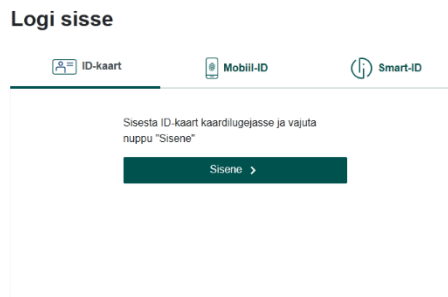 Logi sisse
ID-kaart
Mobiil-ID
Smart-ID
Sisesta ID-kaart kaardilugejasse ja vajuta
nuppu "Sisene"
Sisene